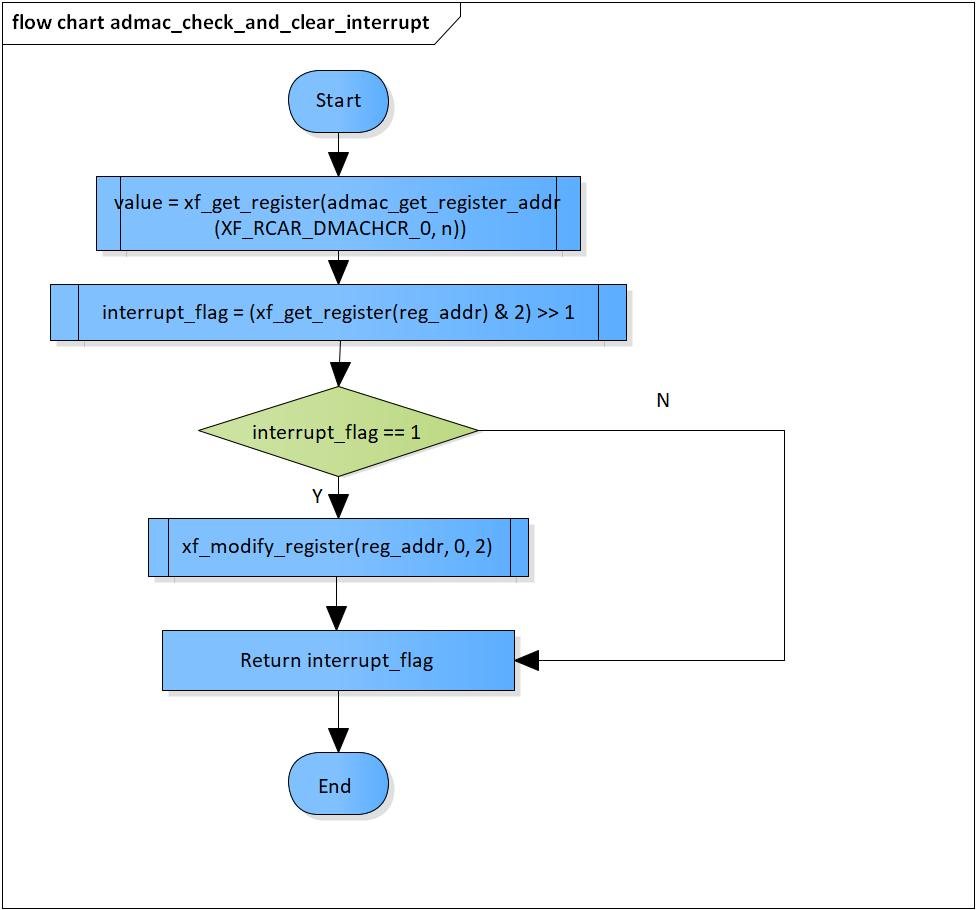 flow chart admac_check_and_clear_interrupt
Start
value = xf_get_register(admac_get_register_addr
(XF_RCAR_DMACHCR_0, n))
interrupt_flag = (xf_get_register(reg_addr) & 2) >> 1
N
interrupt_flag == 1
Y
xf_modify_register(reg_addr, 0, 2)
Return interrupt_flag
End